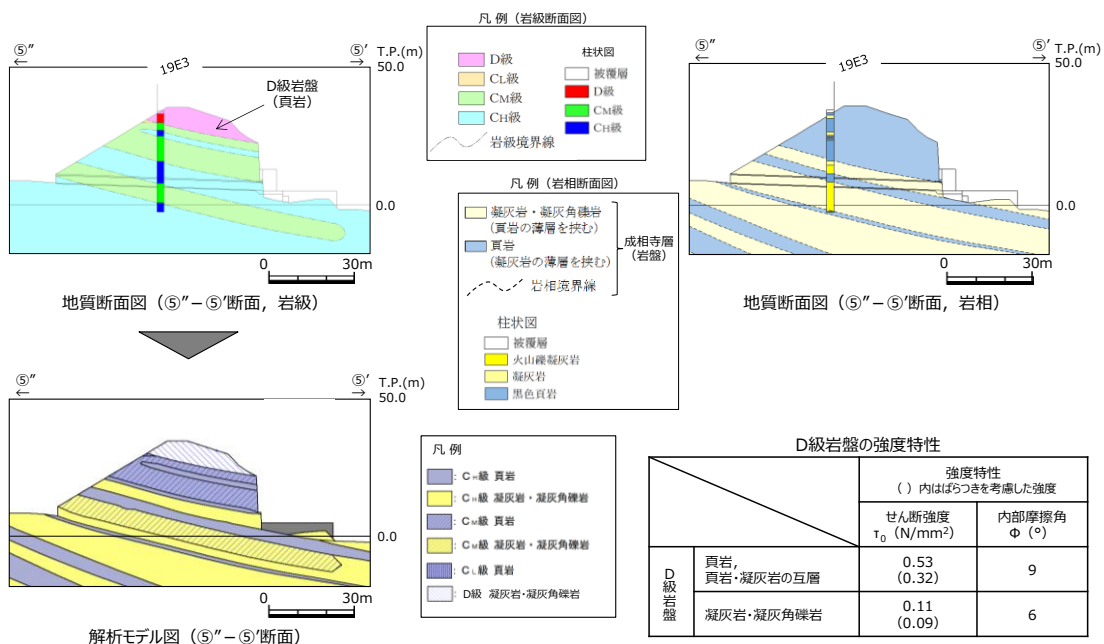 ⑤” ⑤’ T.P.(m)
← →
19E3
50.0
D級岩盤
（頁岩）
0.0
0 30m
地質断面図（⑤”－⑤’断面，岩級）
凡 例（岩級断面図）
D級
CL級
CM級
CH級
岩級境界線
柱状図
被覆層
D級
CM級
CH級
凡 例（岩相断面図）
凝灰岩・凝灰角礫岩
(頁岩の薄層を挟む)
頁岩
(凝灰岩の薄層を挟む)
岩相境界線
成相寺層
（岩盤）
柱状図
被覆層
火山礫凝灰岩
凝灰岩
黒色頁岩
⑤” ⑤’ T.P.(m)
← →
19E3
50.0
0.0
0 30m
地質断面図（⑤”－⑤’断面，岩相）
⑤” ⑤’ T.P.(m)
← →
50.0
0.0
0 30m
解析モデル図（⑤”－⑤’断面）
凡 例
: CH級 頁岩
: CH級 凝灰岩・凝灰角礫岩
: CM級 頁岩
: CM級 凝灰岩・凝灰角礫岩
: CL級 頁岩
: D級 凝灰岩・凝灰角礫岩
D級岩盤の強度特性
強度特性
（ ）内はばらつきを考慮した強度
せん断強度
τ0（N/mm²）
内部摩擦角
Φ（°）
D級岩盤
頁岩，
頁岩・凝灰岩の互層
0.53
(0.32)
9
凝灰岩・凝灰角礫岩
0.11
(0.09)
6